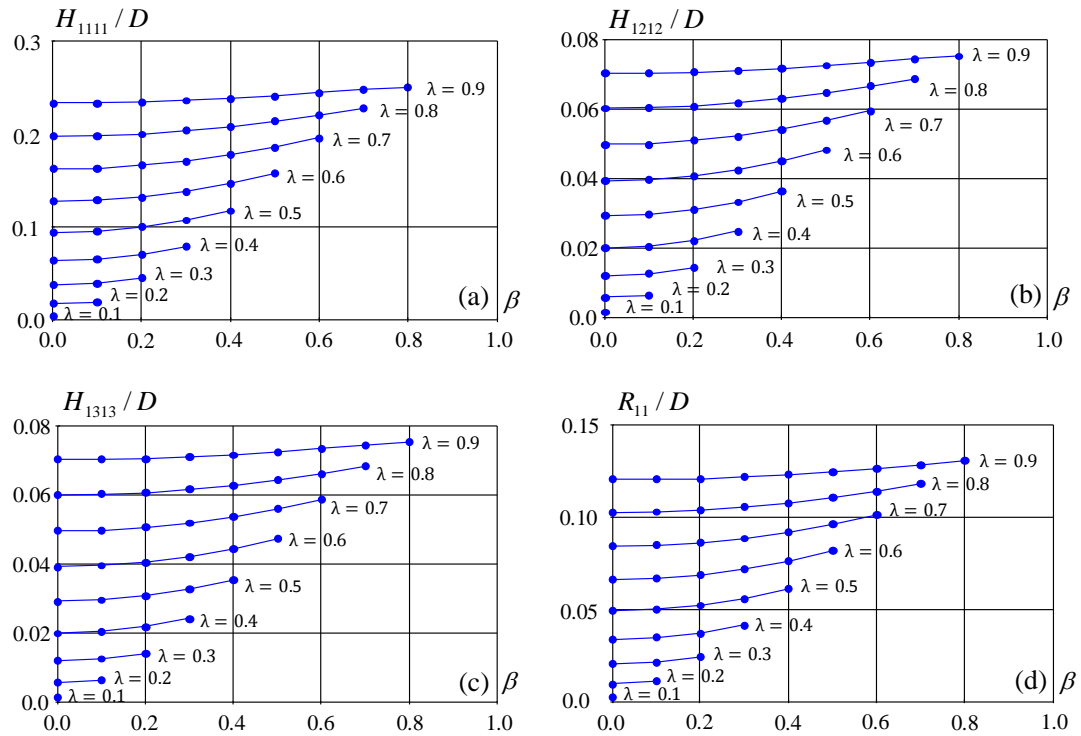 H₁₁₁₁ / D
0.3
0.2
0.1
0.0
λ = 0.9
λ = 0.8
λ = 0.7
λ = 0.6
λ = 0.5
λ = 0.4
λ = 0.3
λ = 0.2
λ = 0.1
(a) β
0.0 0.2 0.4 0.6 0.8 1.0
H₁₂₁₂ / D
0.08
0.06
0.04
0.02
0.0
λ = 0.9
λ = 0.8
λ = 0.7
λ = 0.6
λ = 0.5
λ = 0.4
λ = 0.3
λ = 0.2
λ = 0.1
(b) β
0.0 0.2 0.4 0.6 0.8 1.0
H₁₃₁₃ / D
0.08
0.06
0.04
0.02
0.0
λ = 0.9
λ = 0.8
λ = 0.7
λ = 0.6
λ = 0.5
λ = 0.4
λ = 0.3
λ = 0.2
λ = 0.1
(c) β
0.0 0.2 0.4 0.6 0.8 1.0
R₁₁ / D
0.15
0.10
0.05
0.0
λ = 0.9
λ = 0.8
λ = 0.7
λ = 0.6
λ = 0.5
λ = 0.4
λ = 0.3
λ = 0.2
λ = 0.1
(d) β
0.0 0.2 0.4 0.6 0.8 1.0